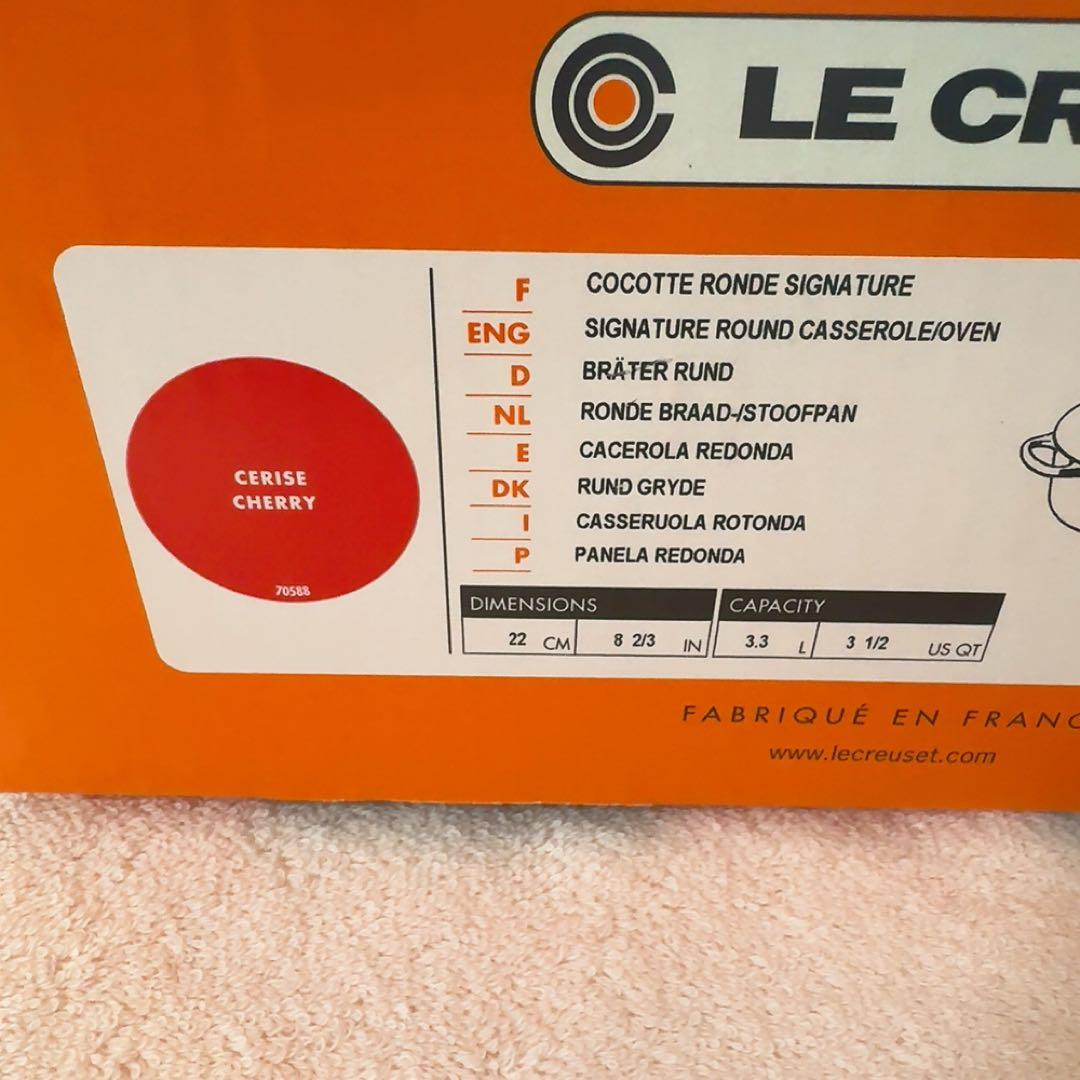 LE CR
F COCOTTE RONDE SIGNATURE
ENG SIGNATURE ROUND CASSEROLE/OVEN
D BRÄTER RUND
NL RONDE BRAAD-/STOOFPAN
E CACEROLA REDONDA
DK RUND GRYDE
I CASSERUOLA ROTONDA
P PANELA REDONDA
CERISE
CHERRY
70588
DIMENSIONS CAPACITY
22 CM 8 2/3 IN 3.3 L 3 1/2 US QT
FABRIQUÉ EN FRANC
www.lecreuset.com